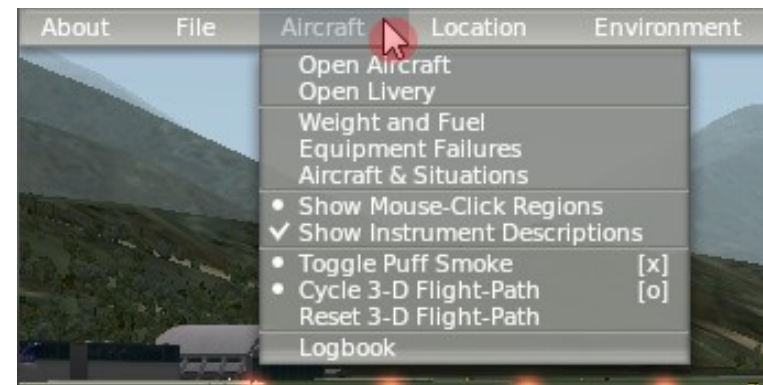 About File Aircraft Location Environment
Open Aircraft
Open Livery
Weight and Fuel
Equipment Failures
Aircraft & Situations
Show Mouse-Click Regions
Show Instrument Descriptions
Toggle Puff Smoke [x]
Cycle 3-D Flight-Path [o]
Reset 3-D Flight-Path
Logbook